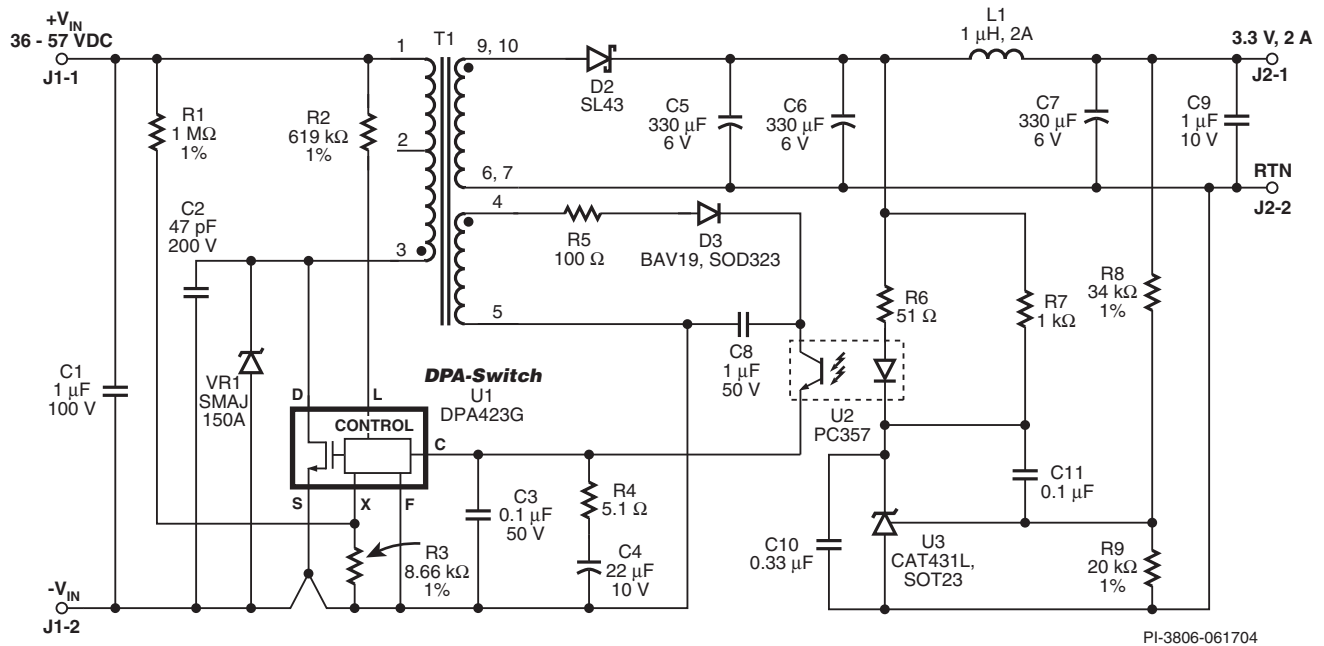 +V_IN
36 - 57 VDC
J1-1
R1
1 MΩ
1%
R2
619 kΩ
1%
1
2
3
T1
9, 10
6, 7
4
5
D2
SL43
C5
330 µF
6 V
C6
330 µF
6 V
L1
1 µH, 2A
C7
330 µF
6 V
C9
1 µF
10 V
3.3 V, 2 A
J2-1
RTN
J2-2
C2
47 pF
200 V
R5
100 Ω
D3
BAV19, SOD323
R6
51 Ω
R7
1 kΩ
R8
34 kΩ
1%
C1
1 µF
100 V
VR1
SMAJ
150A
DPA-Switch
U1
DPA423G
D
L
CONTROL
C
S
X
F
C8
1 µF
50 V
U2
PC357
C3
0.1 µF
50 V
R4
5.1 Ω
C4
22 µF
10 V
R3
8.66 kΩ
1%
C11
0.1 µF
C10
0.33 µF
U3
CAT431L,
SOT23
R9
20 kΩ
1%
-V_IN
J1-2
PI-3806-061704